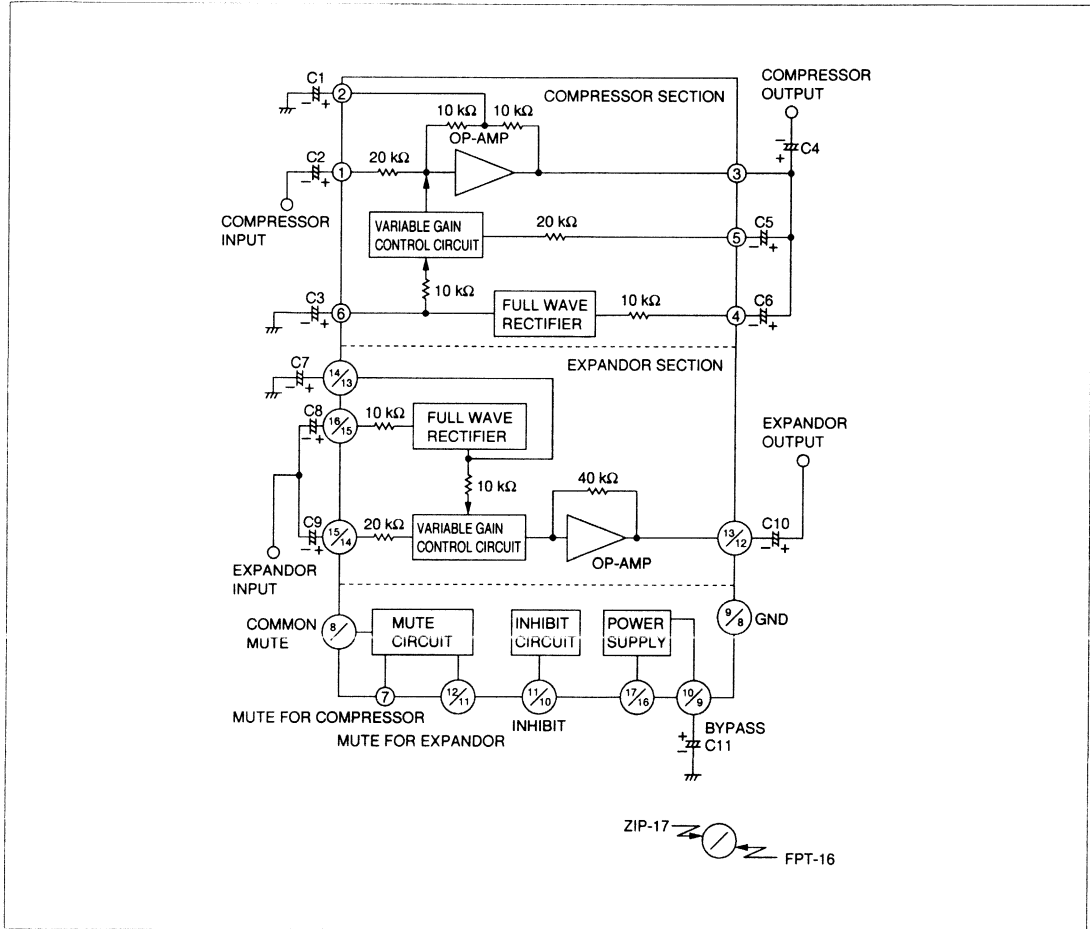 COMPRESSOR
OUTPUT
C1
2
COMPRESSOR SECTION
10 kΩ
10 kΩ
OP-AMP
C4
C2
1
20 kΩ
3
COMPRESSOR
INPUT
VARIABLE GAIN
CONTROL CIRCUIT
20 kΩ
5
C5
10 kΩ
C3
6
FULL WAVE
RECTIFIER
10 kΩ
4
C6
EXPANDOR SECTION
C7
14/13
C8
16/15
10 kΩ
FULL WAVE
RECTIFIER
EXPANDOR
OUTPUT
10 kΩ
40 kΩ
C9
15/14
20 kΩ
VARIABLE GAIN
CONTROL CIRCUIT
OP-AMP
13/12
C10
EXPANDOR
INPUT
COMMON
MUTE
8/
MUTE
CIRCUIT
INHIBIT
CIRCUIT
POWER
SUPPLY
9/8
GND
7
12/11
11/10
17/16
10/9
MUTE FOR COMPRESSOR
INHIBIT
BYPASS
MUTE FOR EXPANDOR
C11
ZIP-17
/
FPT-16